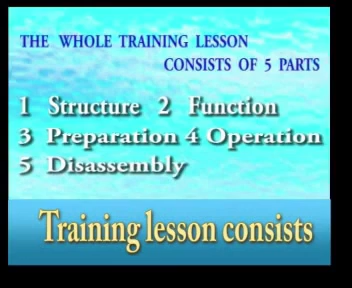 THE WHOLE TRAINING LESSON
CONSISTS OF 5 PARTS
1 Structure 2 Function
3 Preparation 4 Operation
5 Disassembly
Training lesson consists